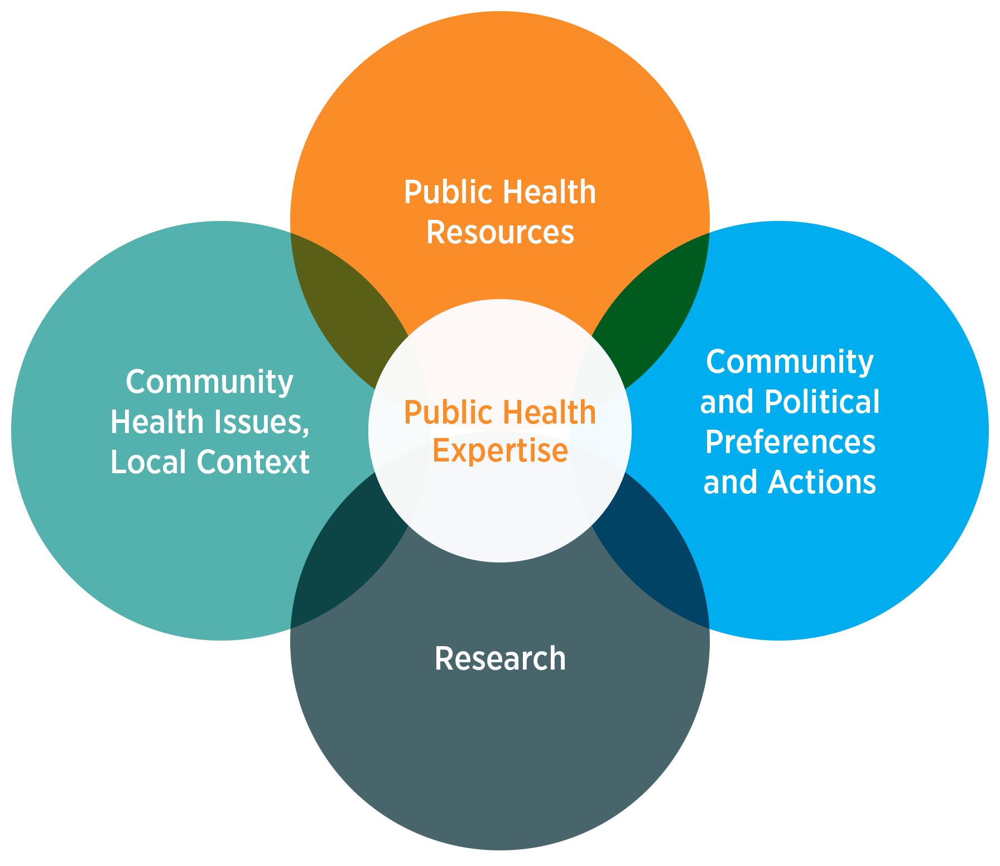 Public Health
Resources
Community
Health Issues,
Local Context
Public Health
Expertise
Community
and Political
Preferences
and Actions
Research